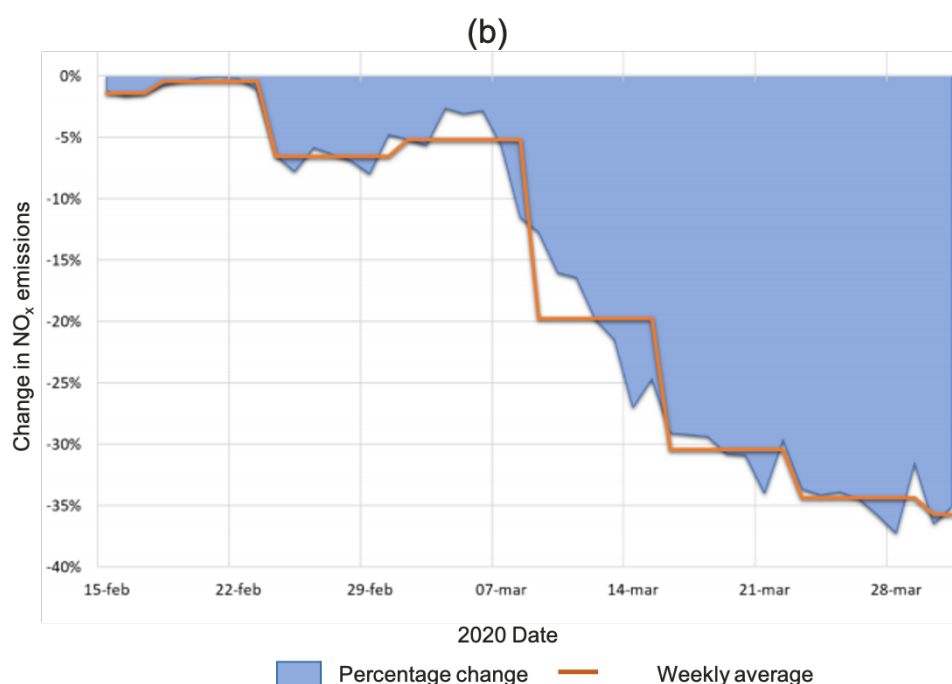 (b)
0%
-5%
-10%
-15%
-20%
-25%
-30%
-35%
-40%
Change in NOx emissions
15-feb 22-feb 29-feb 07-mar 14-mar 21-mar 28-mar
2020 Date
Percentage change Weekly average